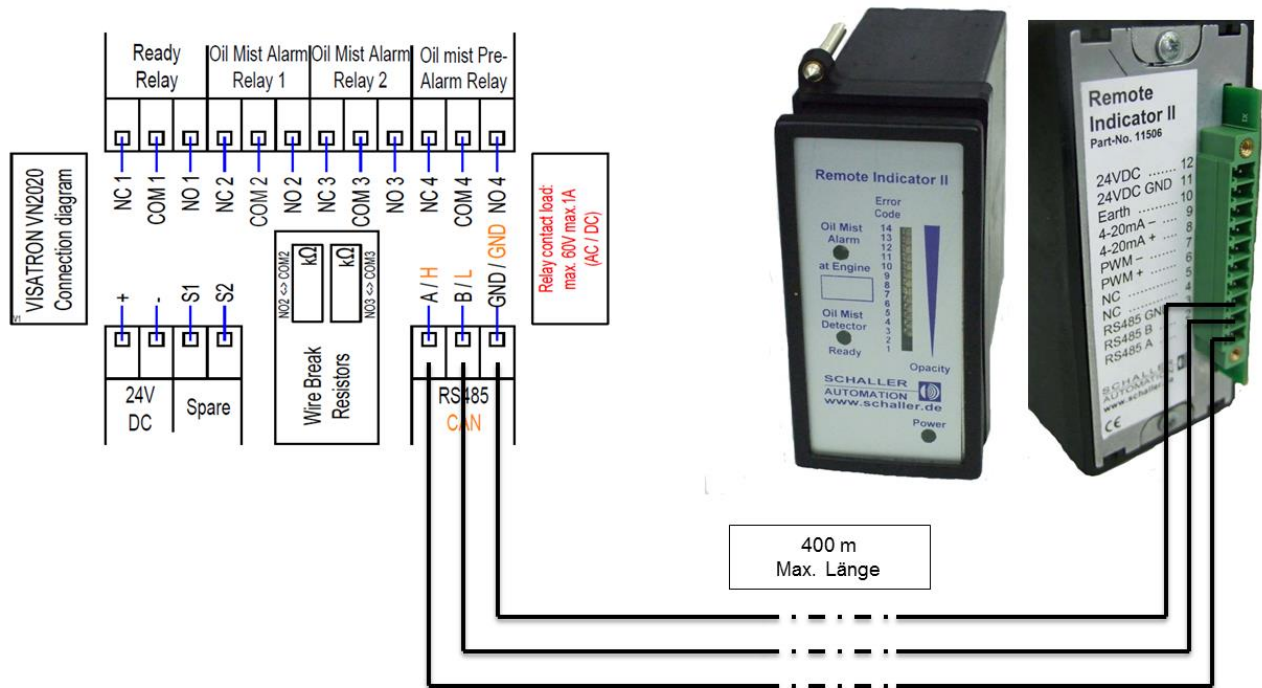 Ready Relay
Oil Mist Alarm Relay 1
Oil Mist Alarm Relay 2
Oil mist Pre-Alarm Relay
NC 1
COM 1
NO 1
NC 2
COM 2
NO 2
NC 3
COM 3
NO 3
NC 4
COM 4
NO 4
VISATRON VN2020
Connection diagram
V1
+
-
S1
S2
24V DC
Spare
NO2 <-> COM2
kΩ
kΩ
NO3 <-> COM3
Wire Break
Resistors
A / H
B / L
GND / GND
RS485
CAN
Relay contact load:
max. 60V max.1A
(AC / DC)
Remote Indicator II
Error
Code
Oil Mist
Alarm
at Engine
Oil Mist
Detector
Ready
14
13
12
11
10
9
8
7
6
5
4
3
2
1
Opacity
SCHALLER
AUTOMATION
www.schaller.de
Power
Remote
Indicator II
Part-No. 11506
24VDC ........ 12
24VDC GND 11
Earth ........... 10
4-20mA – ..... 9
4-20mA + ..... 8
PWM – ......... 7
PWM + ......... 6
NC ............... 5
NC ............... 4
RS485 GND
RS485 B
RS485 A
SCHALLER
AUTOMATION
www.schaller.de
CE
400 m
Max. Länge